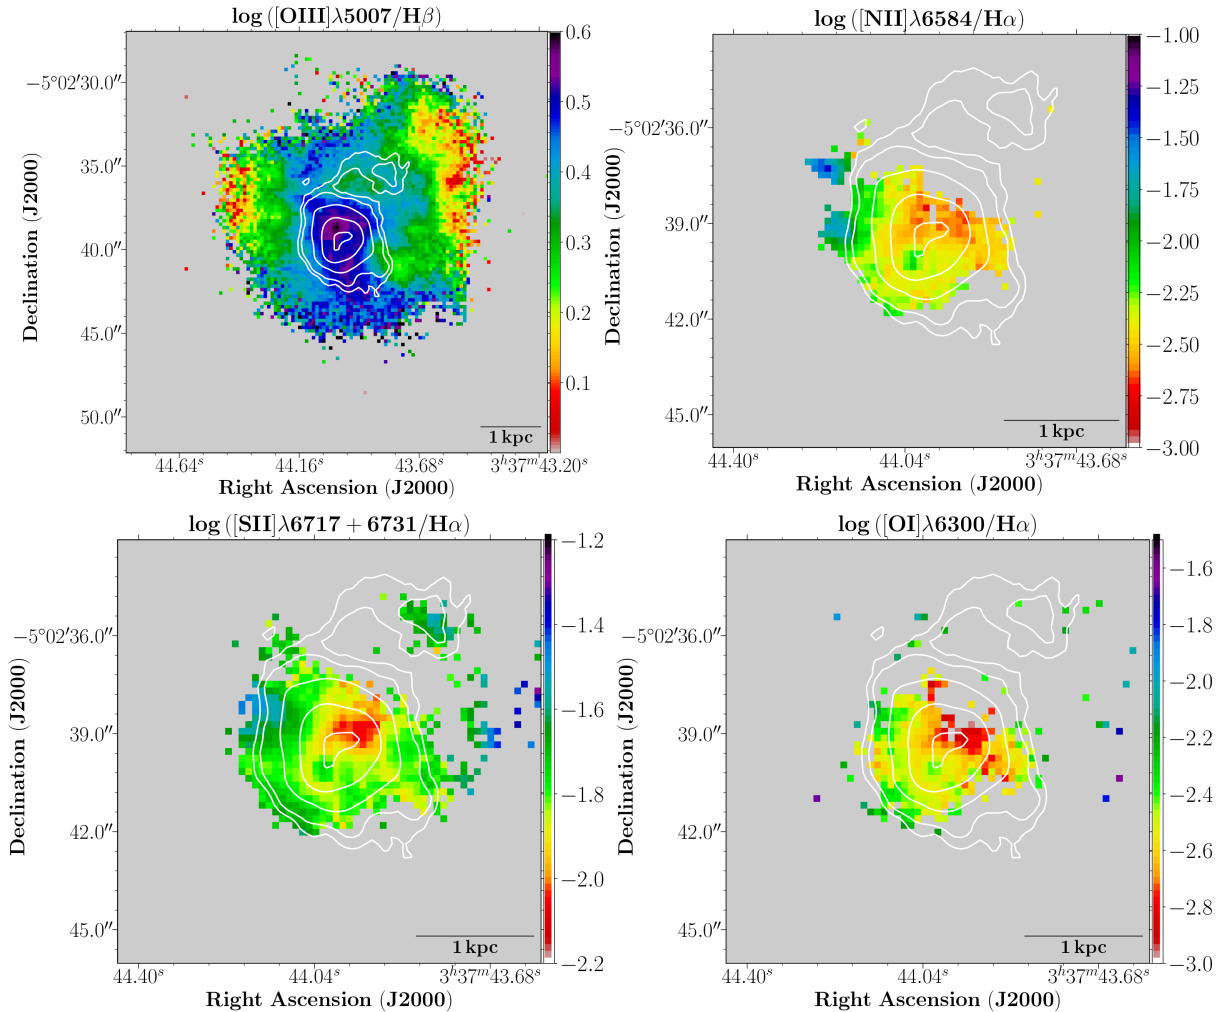 log ([OIII]λ5007/Hβ)
0.6
0.5
0.4
0.3
0.2
0.1
−5°02′30.0″
35.0″
40.0″
45.0″
50.0″
Declination (J2000)
1 kpc
44.64ˢ 44.16ˢ 43.68ˢ 3ʰ37ᵐ43.20ˢ
Right Ascension (J2000)
log ([NII]λ6584/Hα)
−1.00
−1.25
−1.50
−1.75
−2.00
−2.25
−2.50
−2.75
−3.00
−5°02′36.0″
39.0″
42.0″
45.0″
Declination (J2000)
1 kpc
44.40ˢ 44.04ˢ 3ʰ37ᵐ43.68ˢ
Right Ascension (J2000)
log ([SII]λ6717 + 6731/Hα)
−1.2
−1.4
−1.6
−1.8
−2.0
−2.2
−5°02′36.0″
39.0″
42.0″
45.0″
Declination (J2000)
1 kpc
44.40ˢ 44.04ˢ 3ʰ37ᵐ43.68ˢ
Right Ascension (J2000)
log ([OI]λ6300/Hα)
−1.6
−1.8
−2.0
−2.2
−2.4
−2.6
−2.8
−3.0
−5°02′36.0″
39.0″
42.0″
45.0″
Declination (J2000)
1 kpc
44.40ˢ 44.04ˢ 3ʰ37ᵐ43.68ˢ
Right Ascension (J2000)